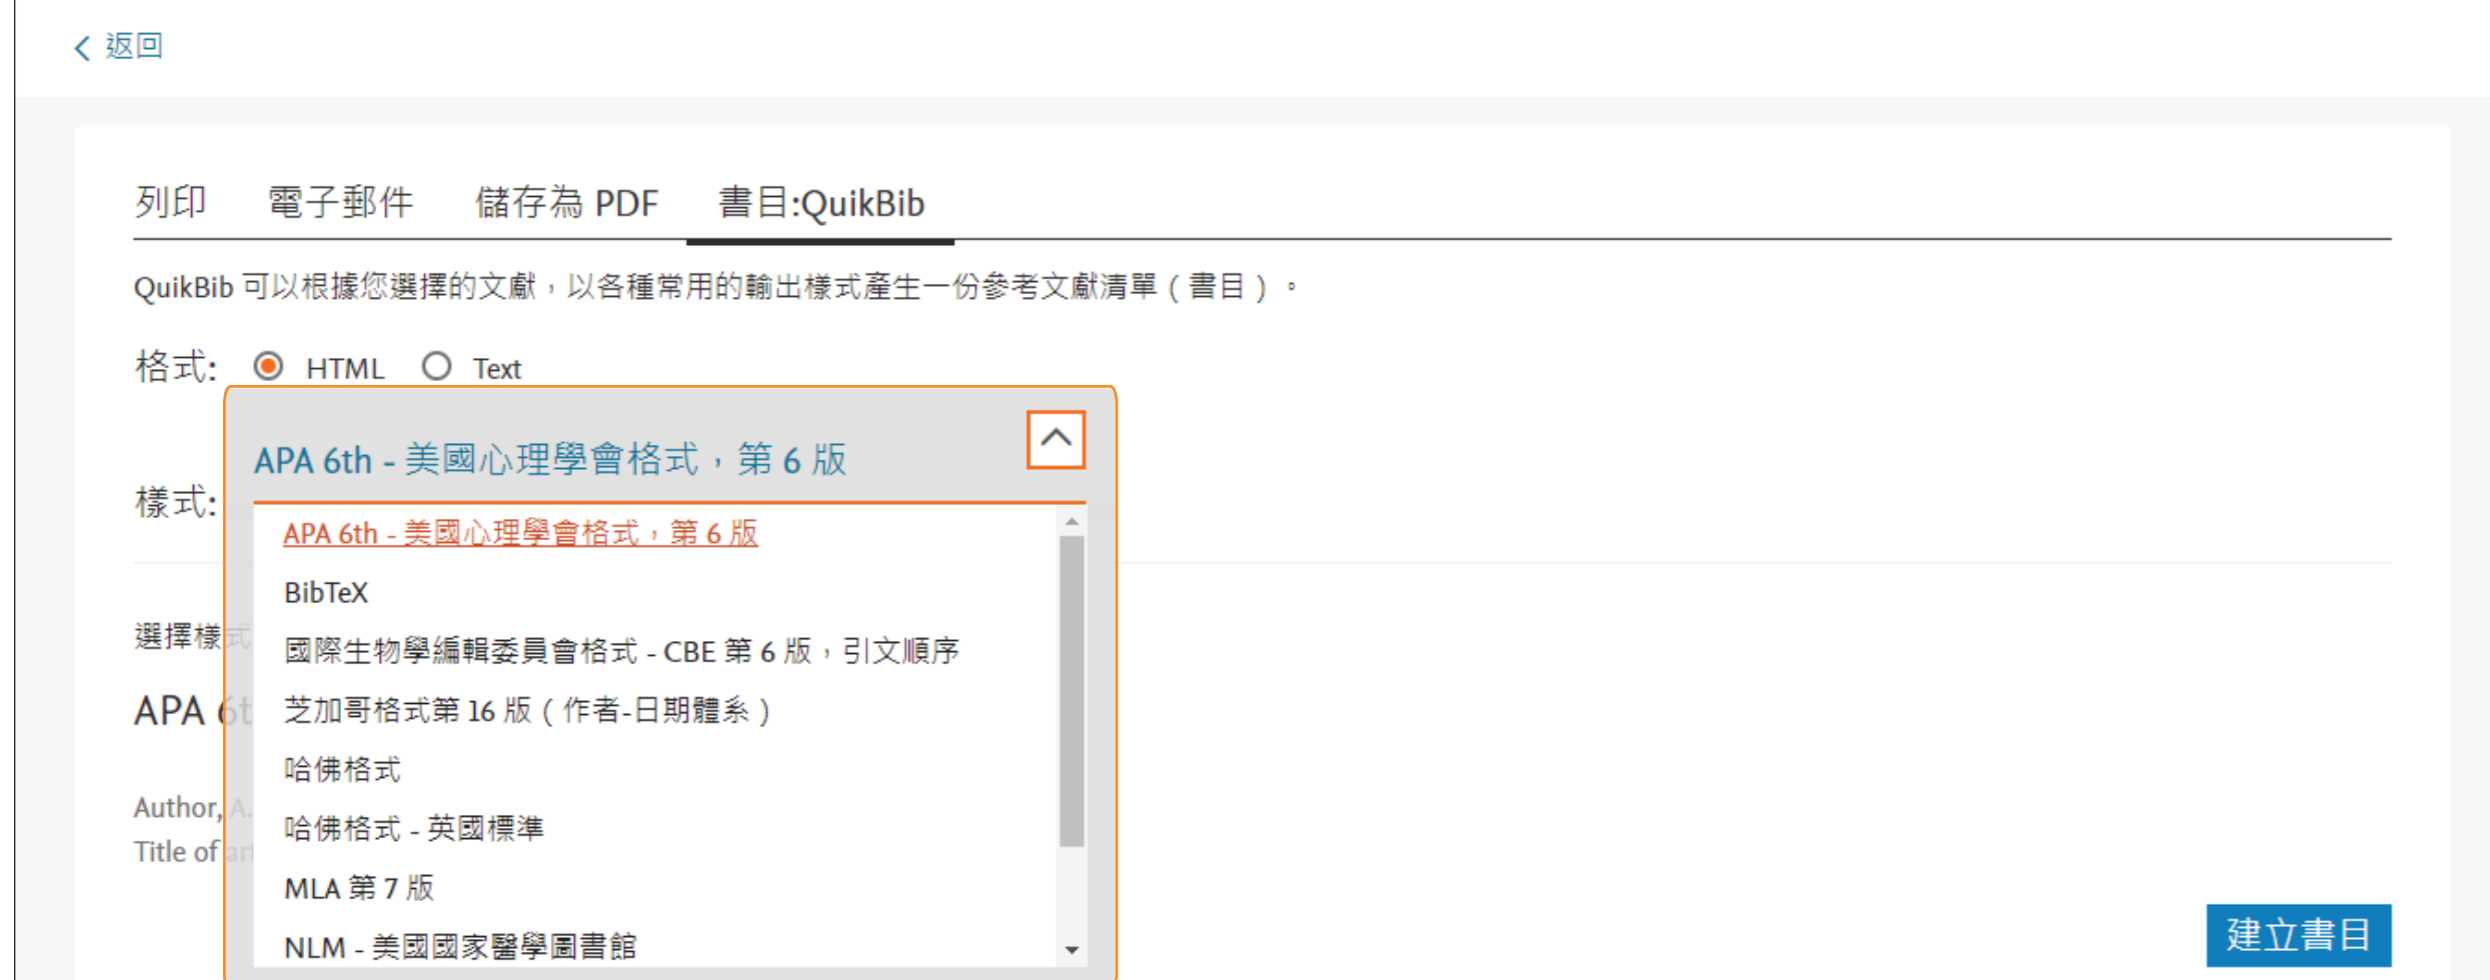 返回
列印 電子郵件 儲存為 PDF 書目:QuikBib
QuikBib 可以根據您選擇的文獻，以各種常用的輸出樣式產生一份參考文獻清單（書目）。
格式: HTML Text
APA 6th - 美國心理學會格式，第 6 版
樣式:
APA 6th - 美國心理學會格式，第 6 版
BibTeX
選擇樣式
國際生物學編輯委員會格式 - CBE 第 6 版，引文順序
APA 6t
芝加哥格式第 16 版（作者-日期體系）
哈佛格式
Author, A.
哈佛格式 - 英國標準
Title of art
MLA 第 7 版
NLM - 美國國家醫學圖書館
建立書目